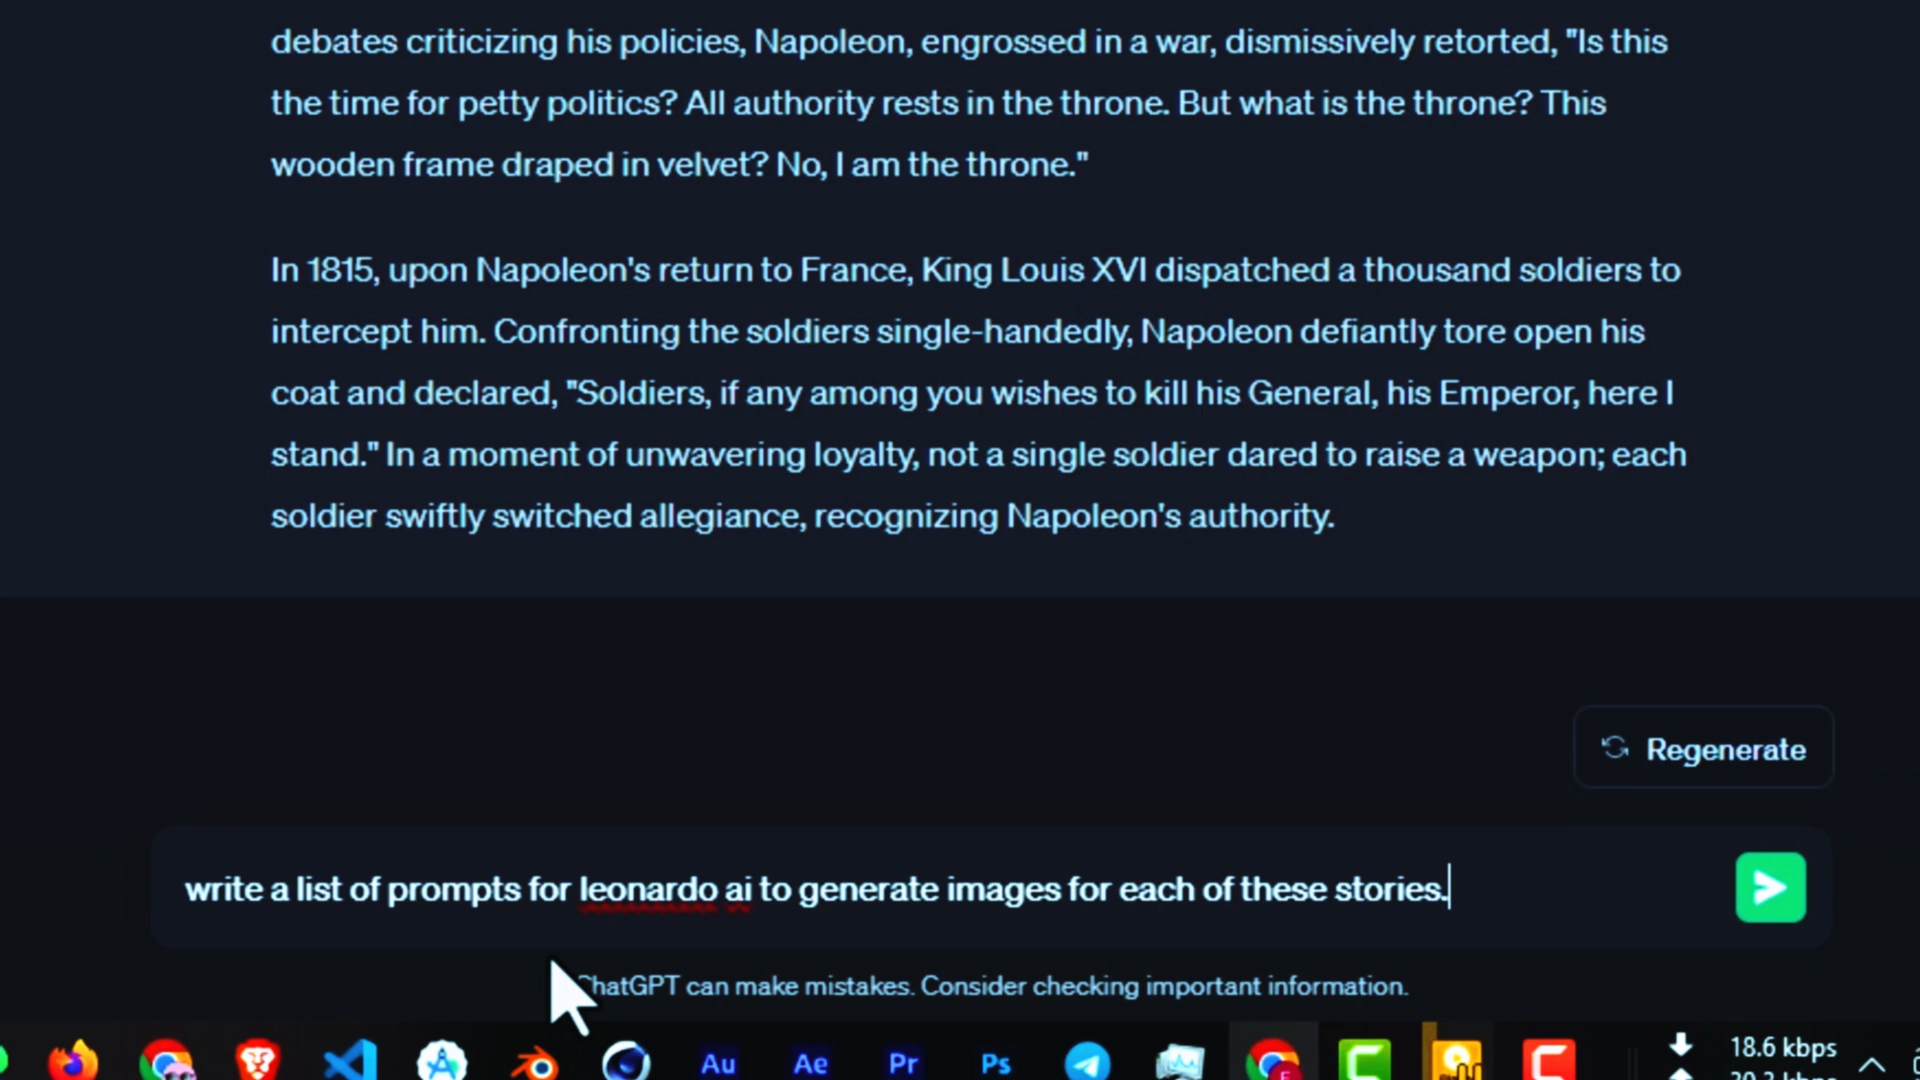 debates criticizing his policies, Napoleon, engrossed in a war, dismissively retorted, "Is this
the time for petty politics? All authority rests in the throne. But what is the throne? This
wooden frame draped in velvet? No, I am the throne."
In 1815, upon Napoleon's return to France, King Louis XVI dispatched a thousand soldiers to
intercept him. Confronting the soldiers single-handedly, Napoleon defiantly tore open his
coat and declared, "Soldiers, if any among you wishes to kill his General, his Emperor, here I
stand." In a moment of unwavering loyalty, not a single soldier dared to raise a weapon; each
soldier swiftly switched allegiance, recognizing Napoleon's authority.
Regenerate
write a list of prompts for leonardo ai to generate images for each of these stories.
ChatGPT can make mistakes. Consider checking important information.
Au Ae Pr Ps
18.6 kbps